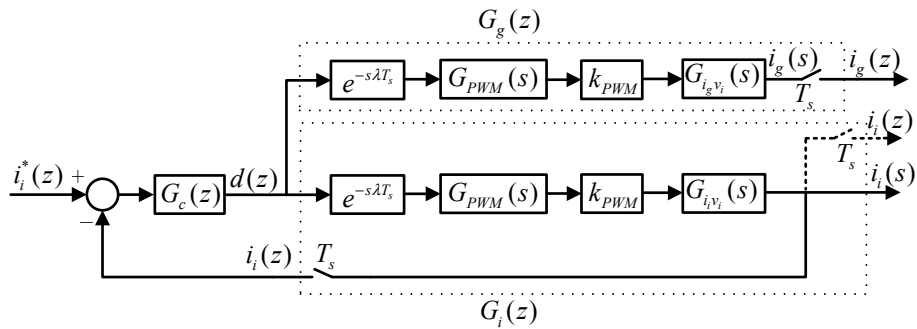 G_g(z)
e^{-sλT_s} G_{PWM}(s) k_{PWM} G_{i_g v_i}(s) i_g(s) T_s i_g(z)
i_i(z)
T_s
i_i^*(z) + − G_c(z) d(z) e^{-sλT_s} G_{PWM}(s) k_{PWM} G_{i_i v_i}(s) i_i(s)
i_i(z) T_s
G_i(z)